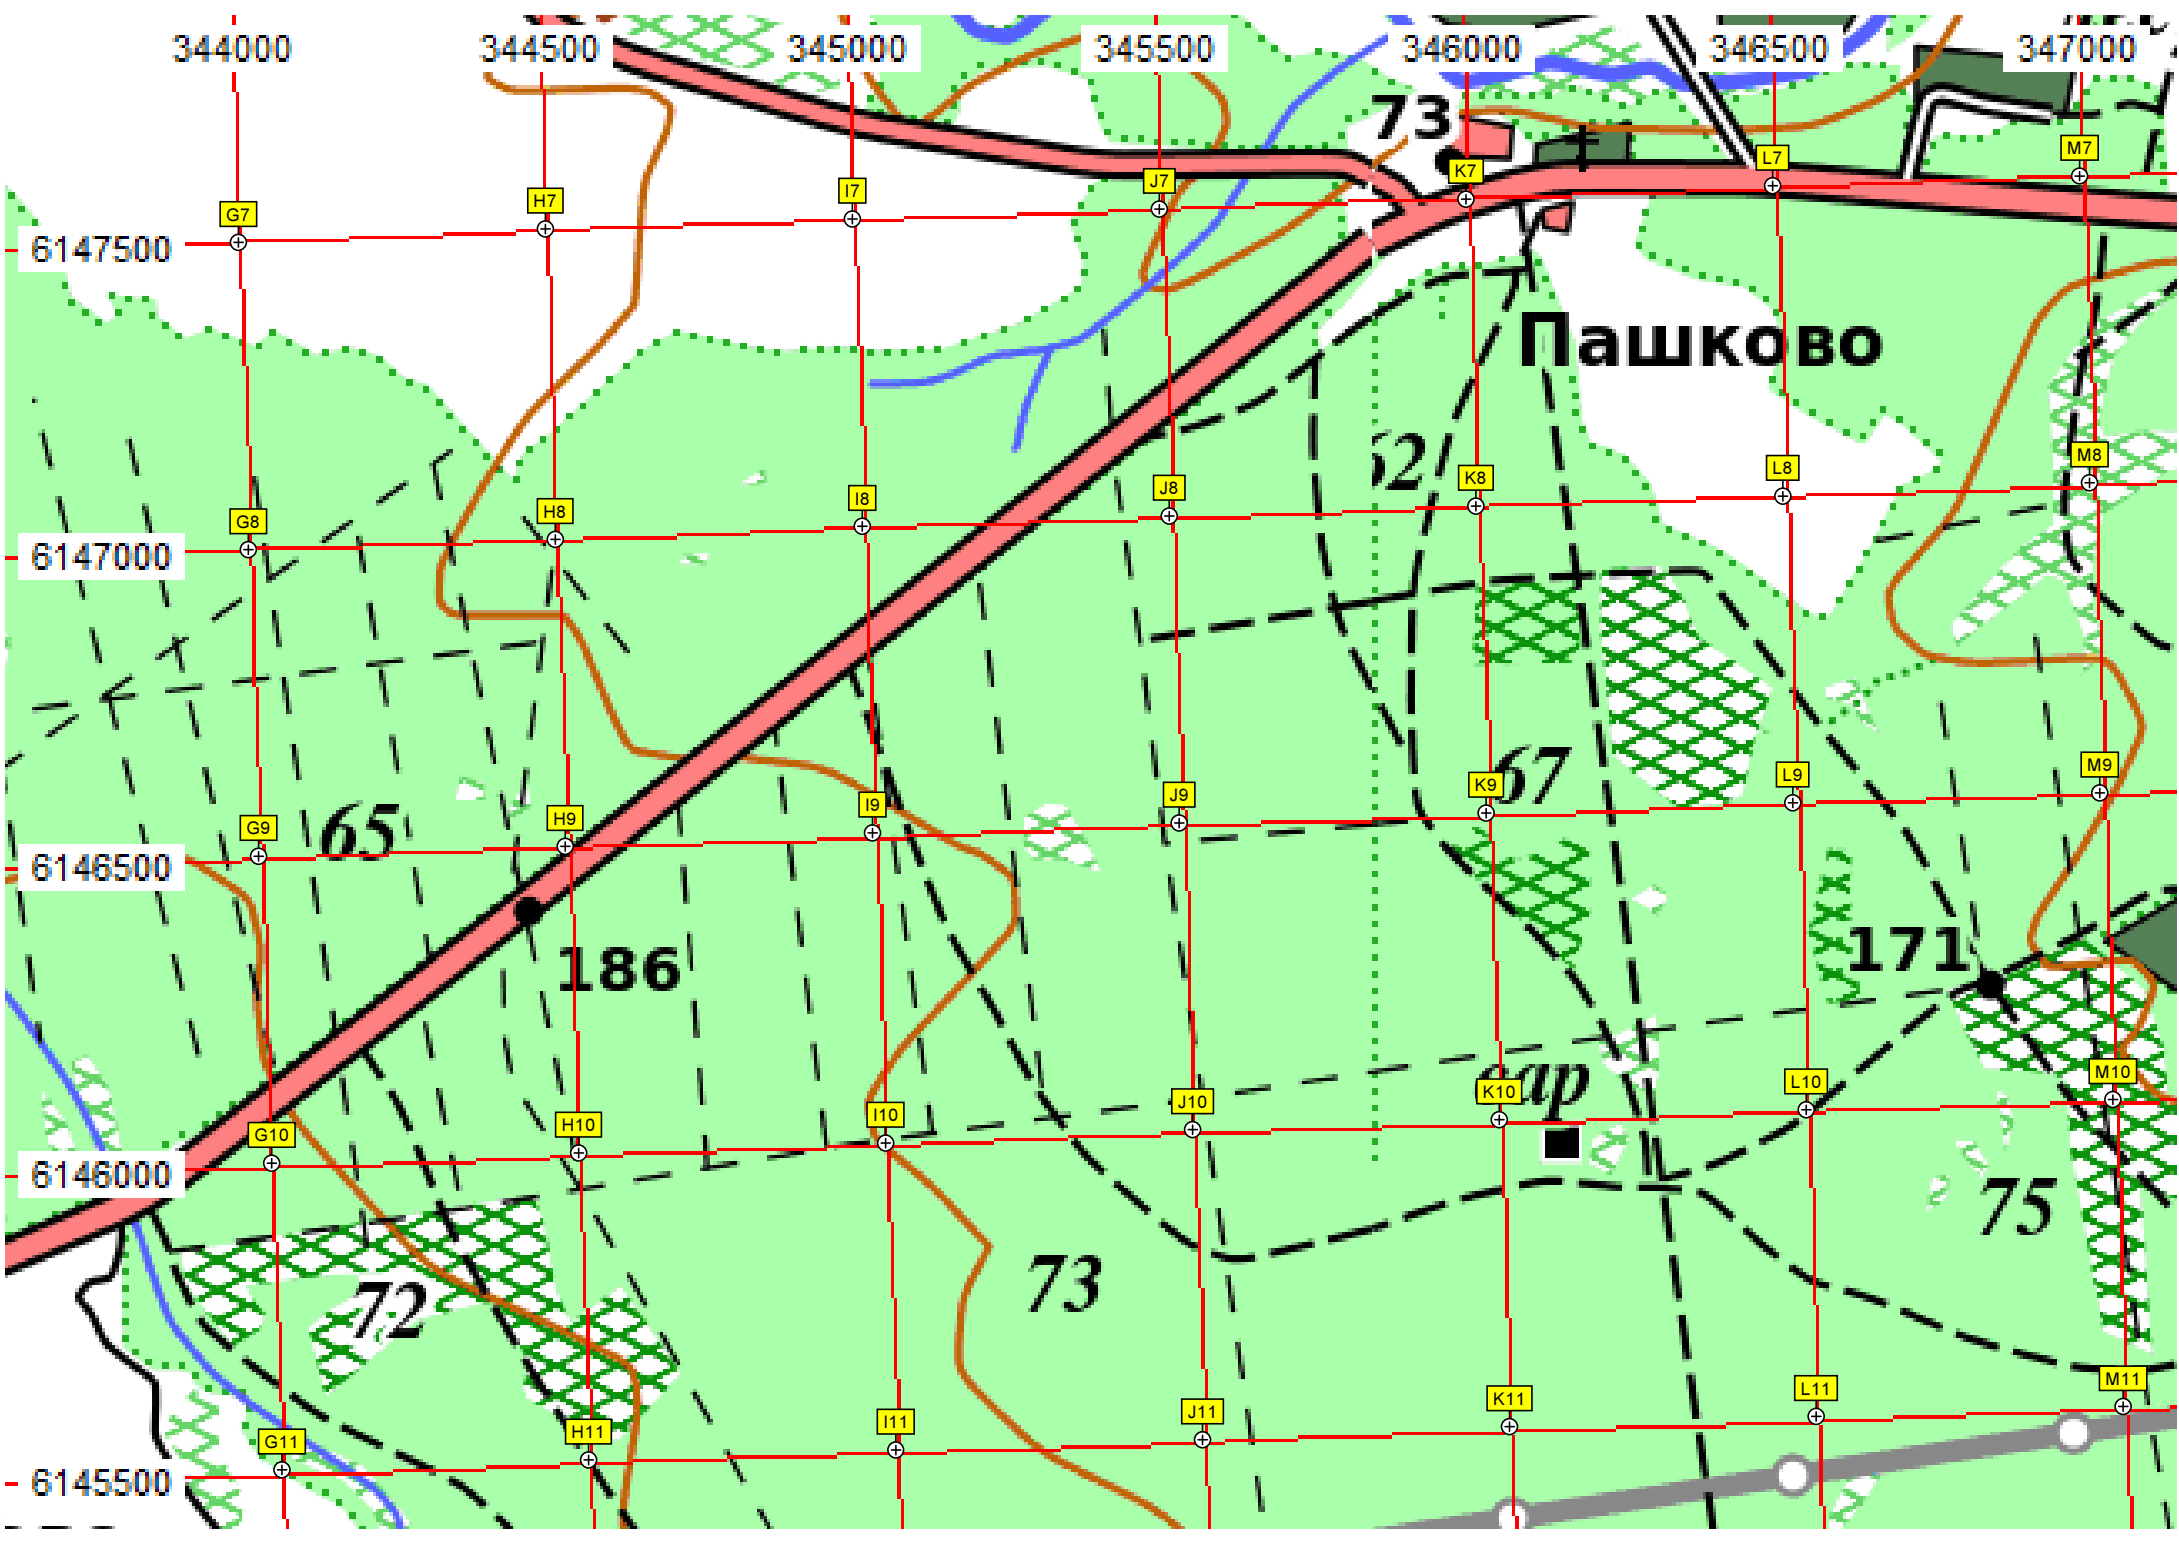 344000 344500 345000 345500 346000 346500 347000
73
G7 H7 I7 J7 K7 L7 M7
6147500
Пашково
62
G8 H8 I8 J8 K8 L8 M8
6147000
67
65
G9 H9 I9 J9 K9 L9 M9
6146500
186
171
G10 H10 I10 J10 K10 L10 M10
6146000
75
73
72
G11 H11 I11 J11 K11 L11 M11
6145500